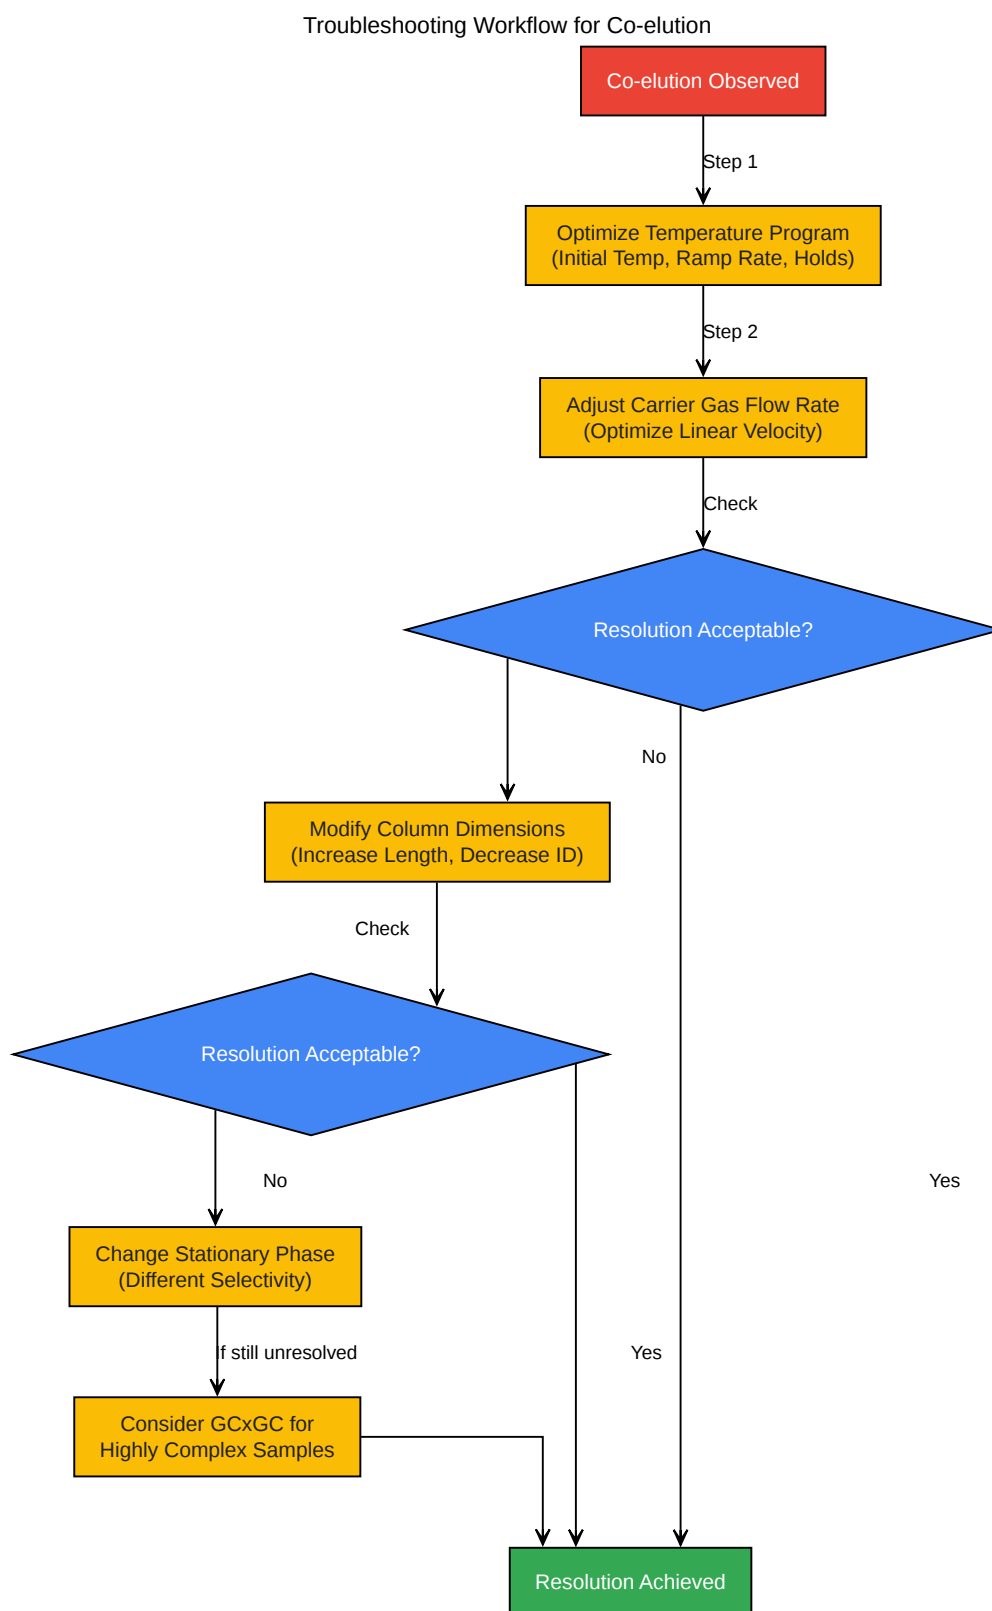 Troubleshooting Workflow for Co-elution
Co-elution Observed
Step 1
Optimize Temperature Program
(Initial Temp, Ramp Rate, Holds)
Step 2
Adjust Carrier Gas Flow Rate
(Optimize Linear Velocity)
Check
Resolution Acceptable?
No
Modify Column Dimensions
(Increase Length, Decrease ID)
Check
Resolution Acceptable?
No
Yes
Change Stationary Phase
(Different Selectivity)
If still unresolved
Yes
Consider GCxGC for
Highly Complex Samples
Resolution Achieved